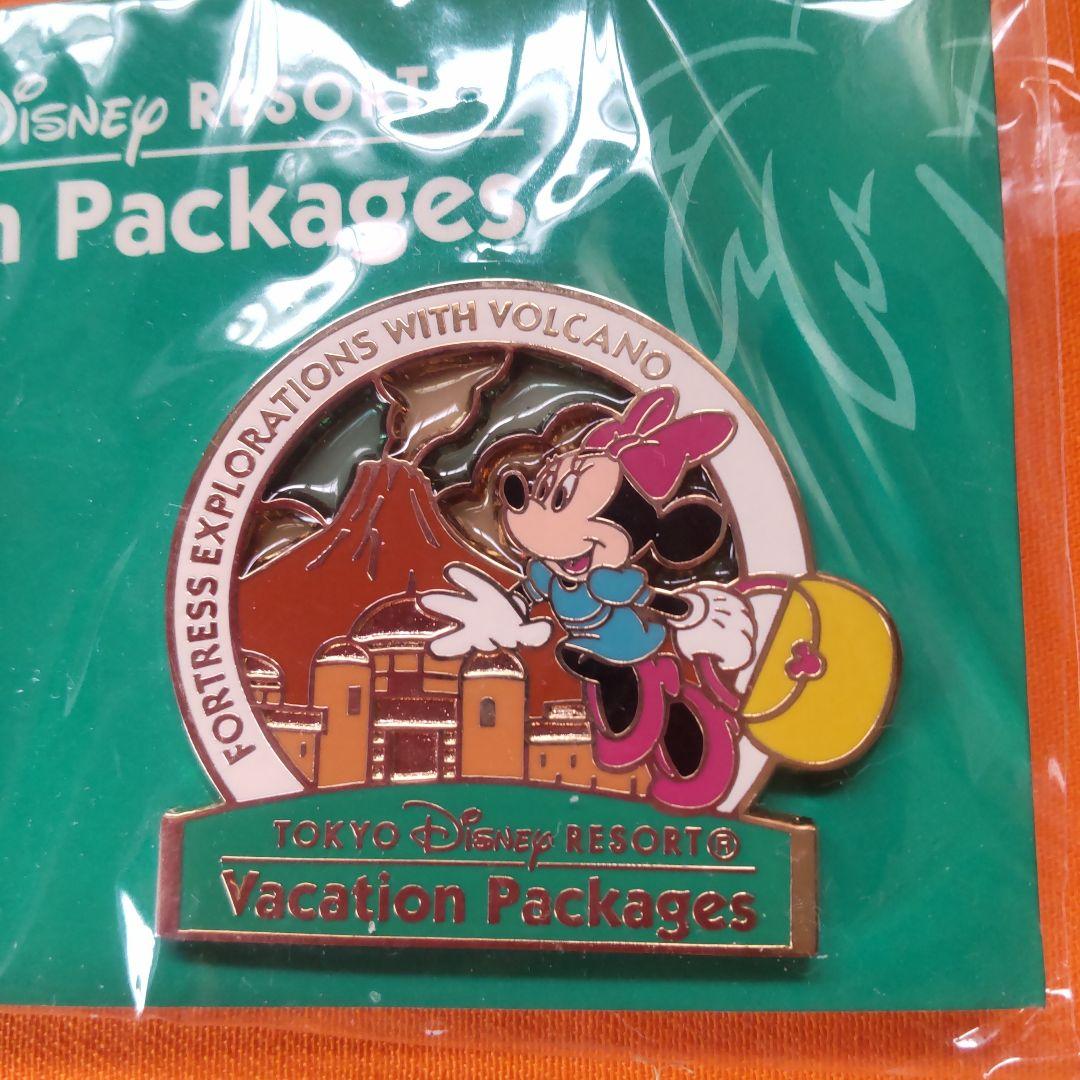 Disney RESORT
n Packages
FORTRESS EXPLORATIONS WITH VOLCANO
TOKYO Disney RESORT®
Vacation Packages